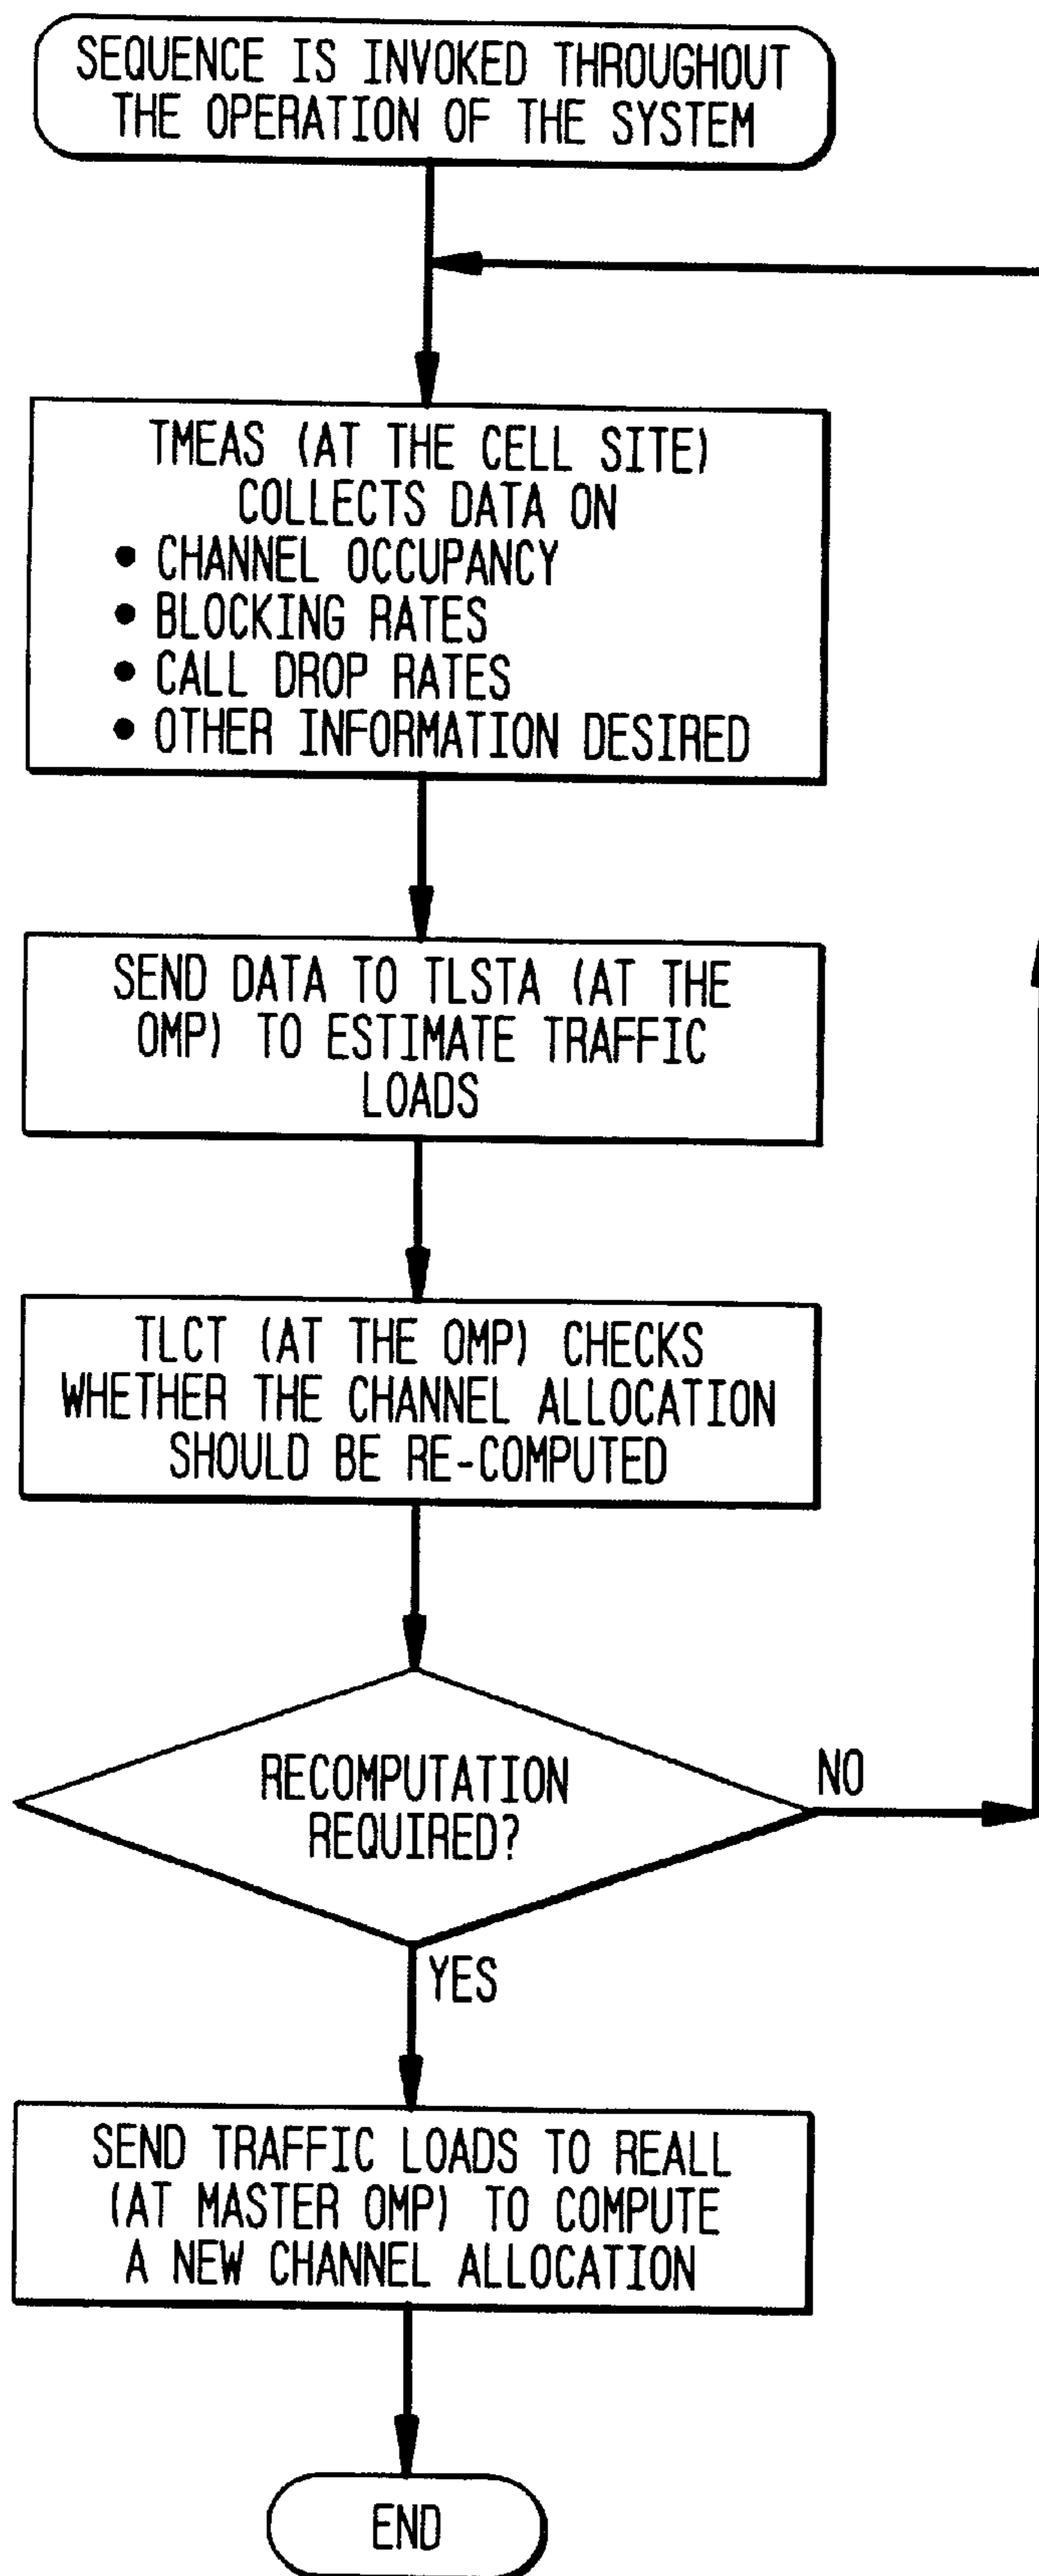 SEQUENCE IS INVOKED THROUGHOUT
THE OPERATION OF THE SYSTEM
TMEAS (AT THE CELL SITE)
COLLECTS DATA ON
• CHANNEL OCCUPANCY
• BLOCKING RATES
• CALL DROP RATES
• OTHER INFORMATION DESIRED
SEND DATA TO TLSTA (AT THE
OMP) TO ESTIMATE TRAFFIC
LOADS
TLCT (AT THE OMP) CHECKS
WHETHER THE CHANNEL ALLOCATION
SHOULD BE RE-COMPUTED
RECOMPUTATION
REQUIRED?
NO
YES
SEND TRAFFIC LOADS TO REALL
(AT MASTER OMP) TO COMPUTE
A NEW CHANNEL ALLOCATION
END